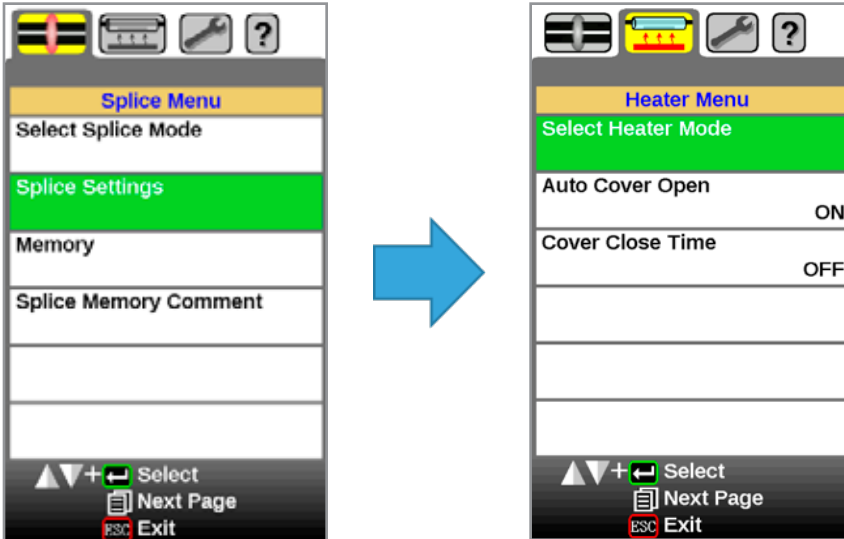 ?
Splice Menu
Select Splice Mode
Splice Settings
Memory
Splice Memory Comment
+ Select
Next Page
ESC Exit
?
Heater Menu
Select Heater Mode
Auto Cover Open
ON
Cover Close Time
OFF
+ Select
Next Page
ESC Exit